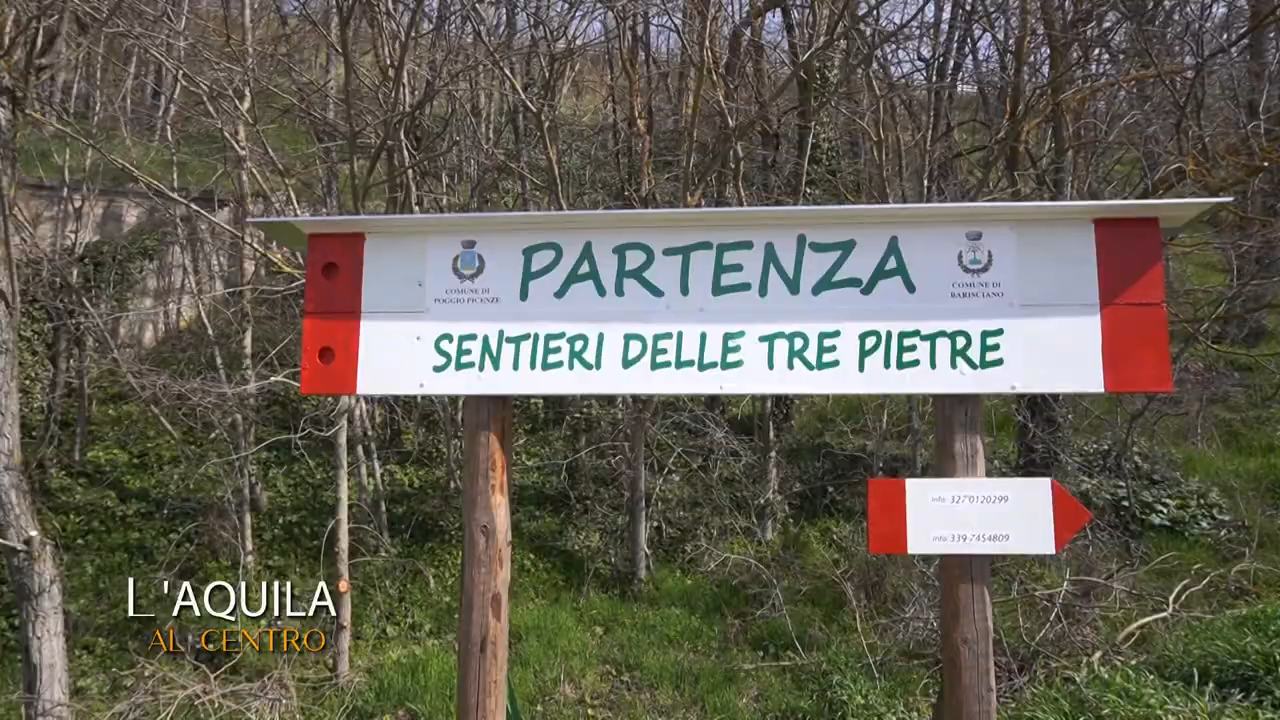 COMUNE DI
POGGIO PICENZE
PARTENZA
COMUNE DI
BARISCIANO
SENTIERI DELLE TRE PIETRE
info: 327 0120299
info: 339 7454809
L'AQUILA
AL CENTRO